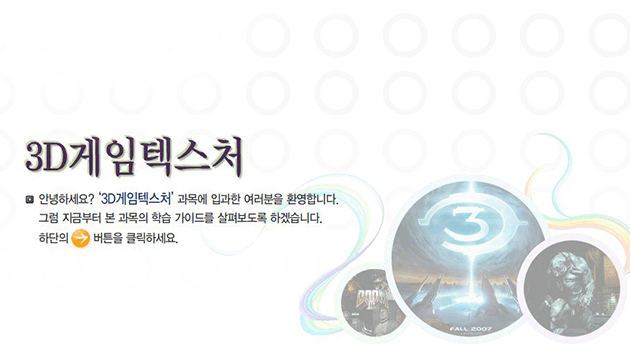 3D게임텍스처
안녕하세요? '3D게임텍스처' 과목에 입과한 여러분을 환영합니다.
그럼 지금부터 본 과목의 학습 가이드를 살펴보도록 하겠습니다.
하단의 버튼을 클릭하세요.
3
DOOM
FALL 2007